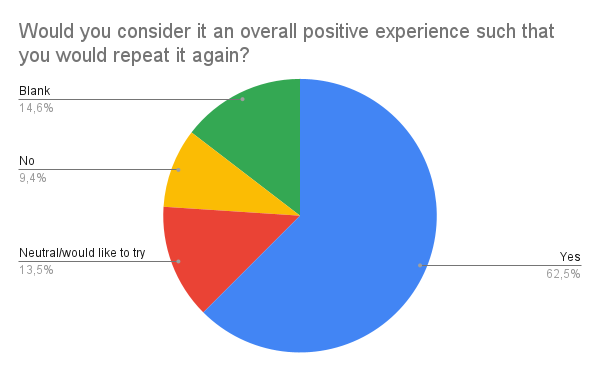 Would you consider it an overall positive experience such that
you would repeat it again?
Blank
14,6%
No
9,4%
Neutral/would like to try
13,5%
Yes
62,5%